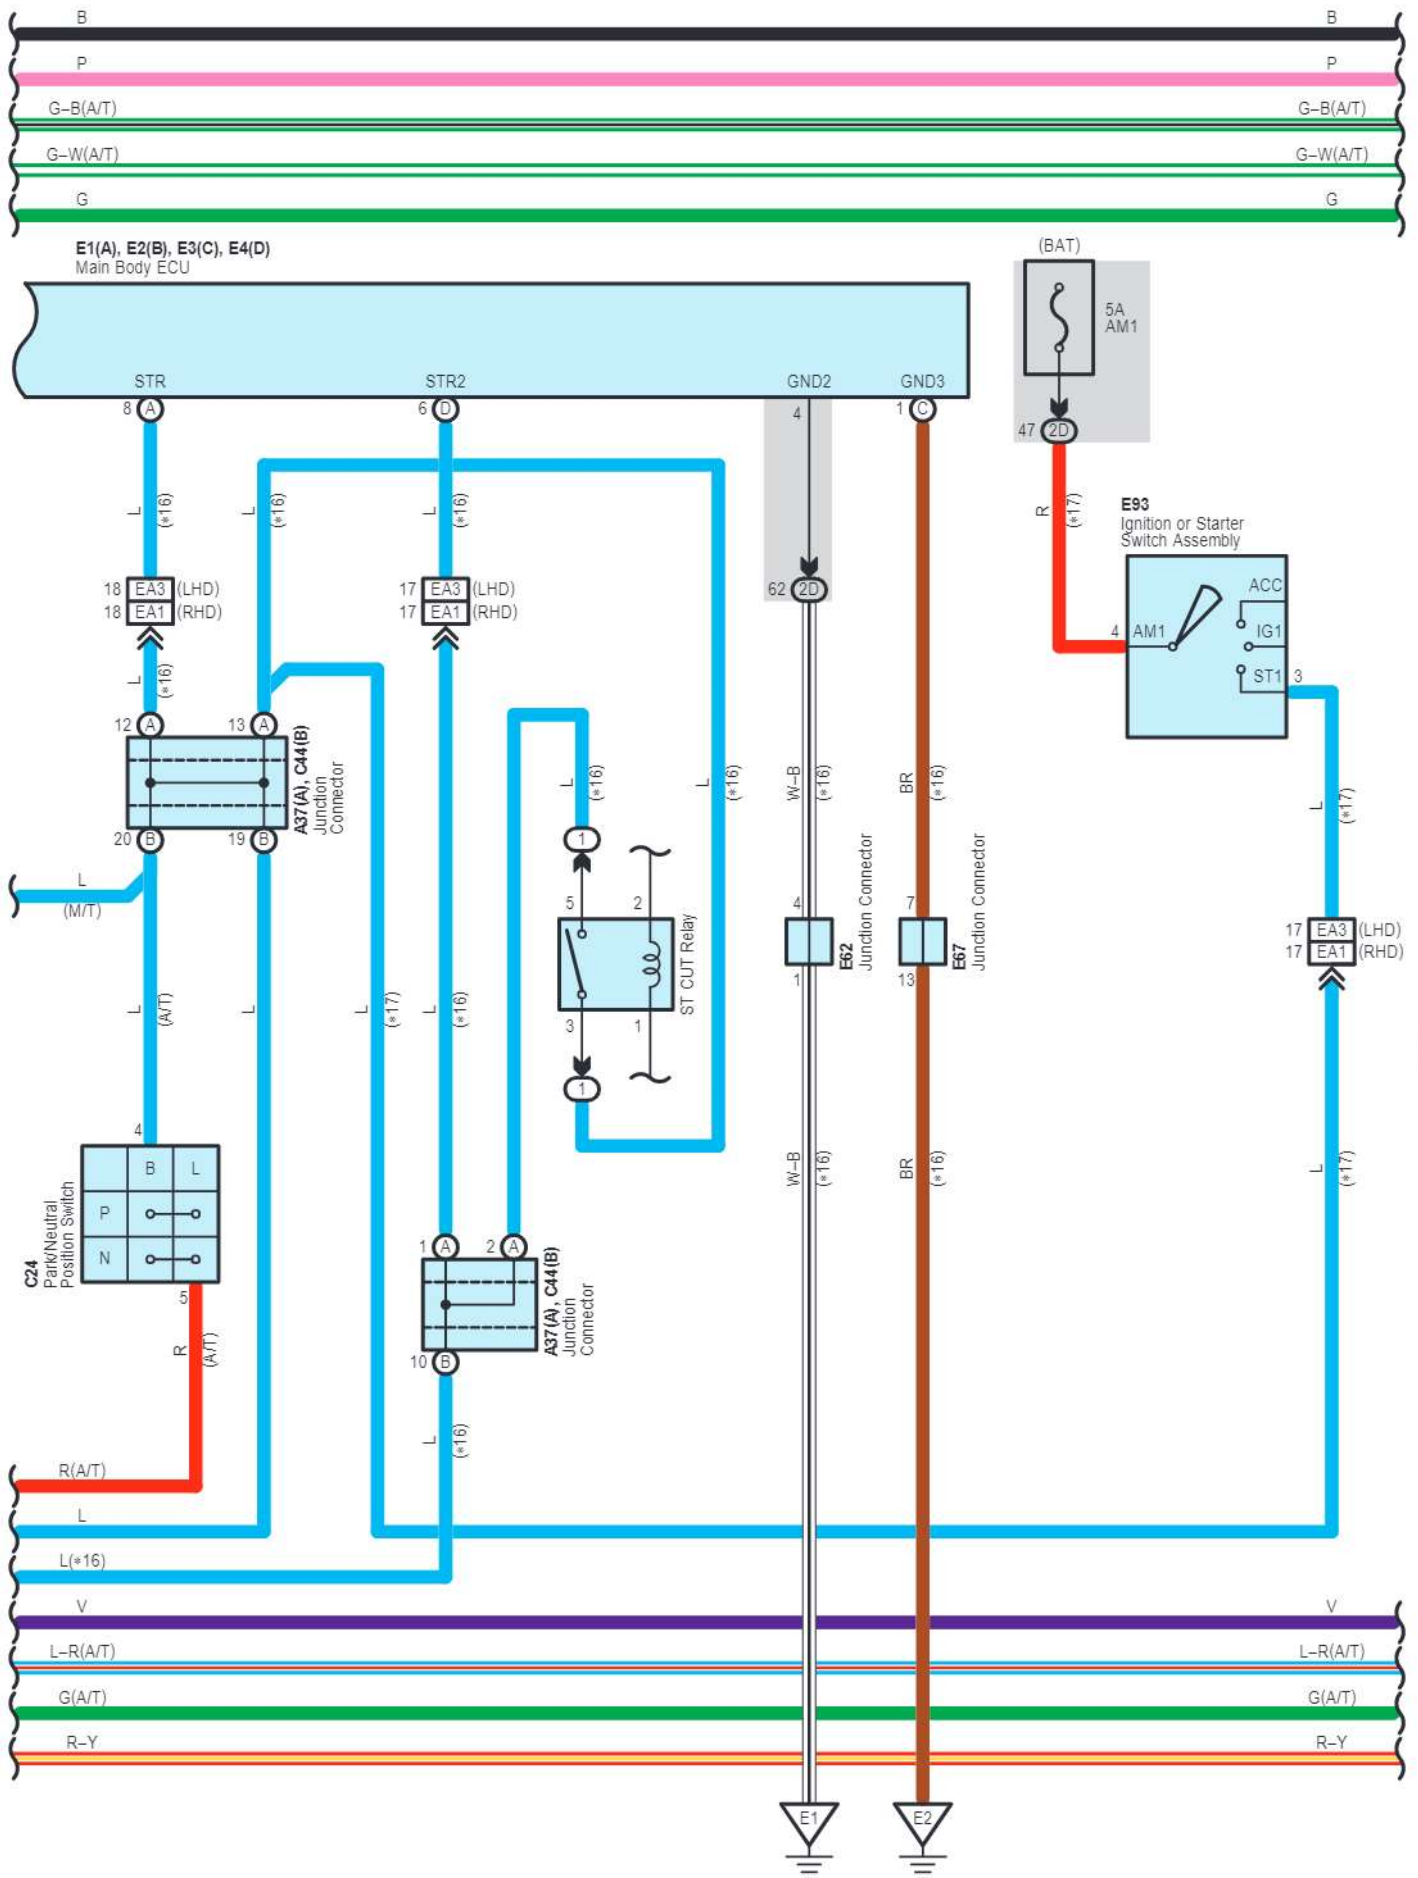 B B
P P
G–B(A/T) G–B(A/T)
G–W(A/T) G–W(A/T)
G G
E1(A), E2(B), E3(C), E4(D)
Main Body ECU
(BAT)
5A
AM1
STR STR2 GND2 GND3
8 A 6 D 4 1 C
47 2D
E93
Ignition or Starter
Switch Assembly
L (∗16) L (∗16) L (∗16) R (∗17)
18 EA3 (LHD) 17 EA3 (LHD) 62 2D
18 EA1 (RHD) 17 EA1 (RHD)
ACC
4 AM1 IG1
ST1 3
L (∗16)
12 A 13 A
A37(A), C44(B)
Junction
Connector
L (∗16) L (∗16) W–B (∗16) BR (∗16) L (∗17)
20 B 19 B 1
L
(M/T)
5 2 4 7
ST CUT Relay
E62
Junction Connector
E67
Junction Connector
17 EA3 (LHD)
17 EA1 (RHD)
1 13
L (A/T) L L (∗17) L (∗16)
3 1
1
4
B L
P
N
C24
Park/Neutral
Position Switch
W–B (∗16) BR (∗16) L (∗17)
1 A 2 A
A37(A), C44(B)
Junction
Connector
5
R (A/T)
10 B
L (∗16)
R(A/T)
L
L(∗16)
V V
L–R(A/T) L–R(A/T)
G(A/T) G(A/T)
R–Y R–Y
E1 E2